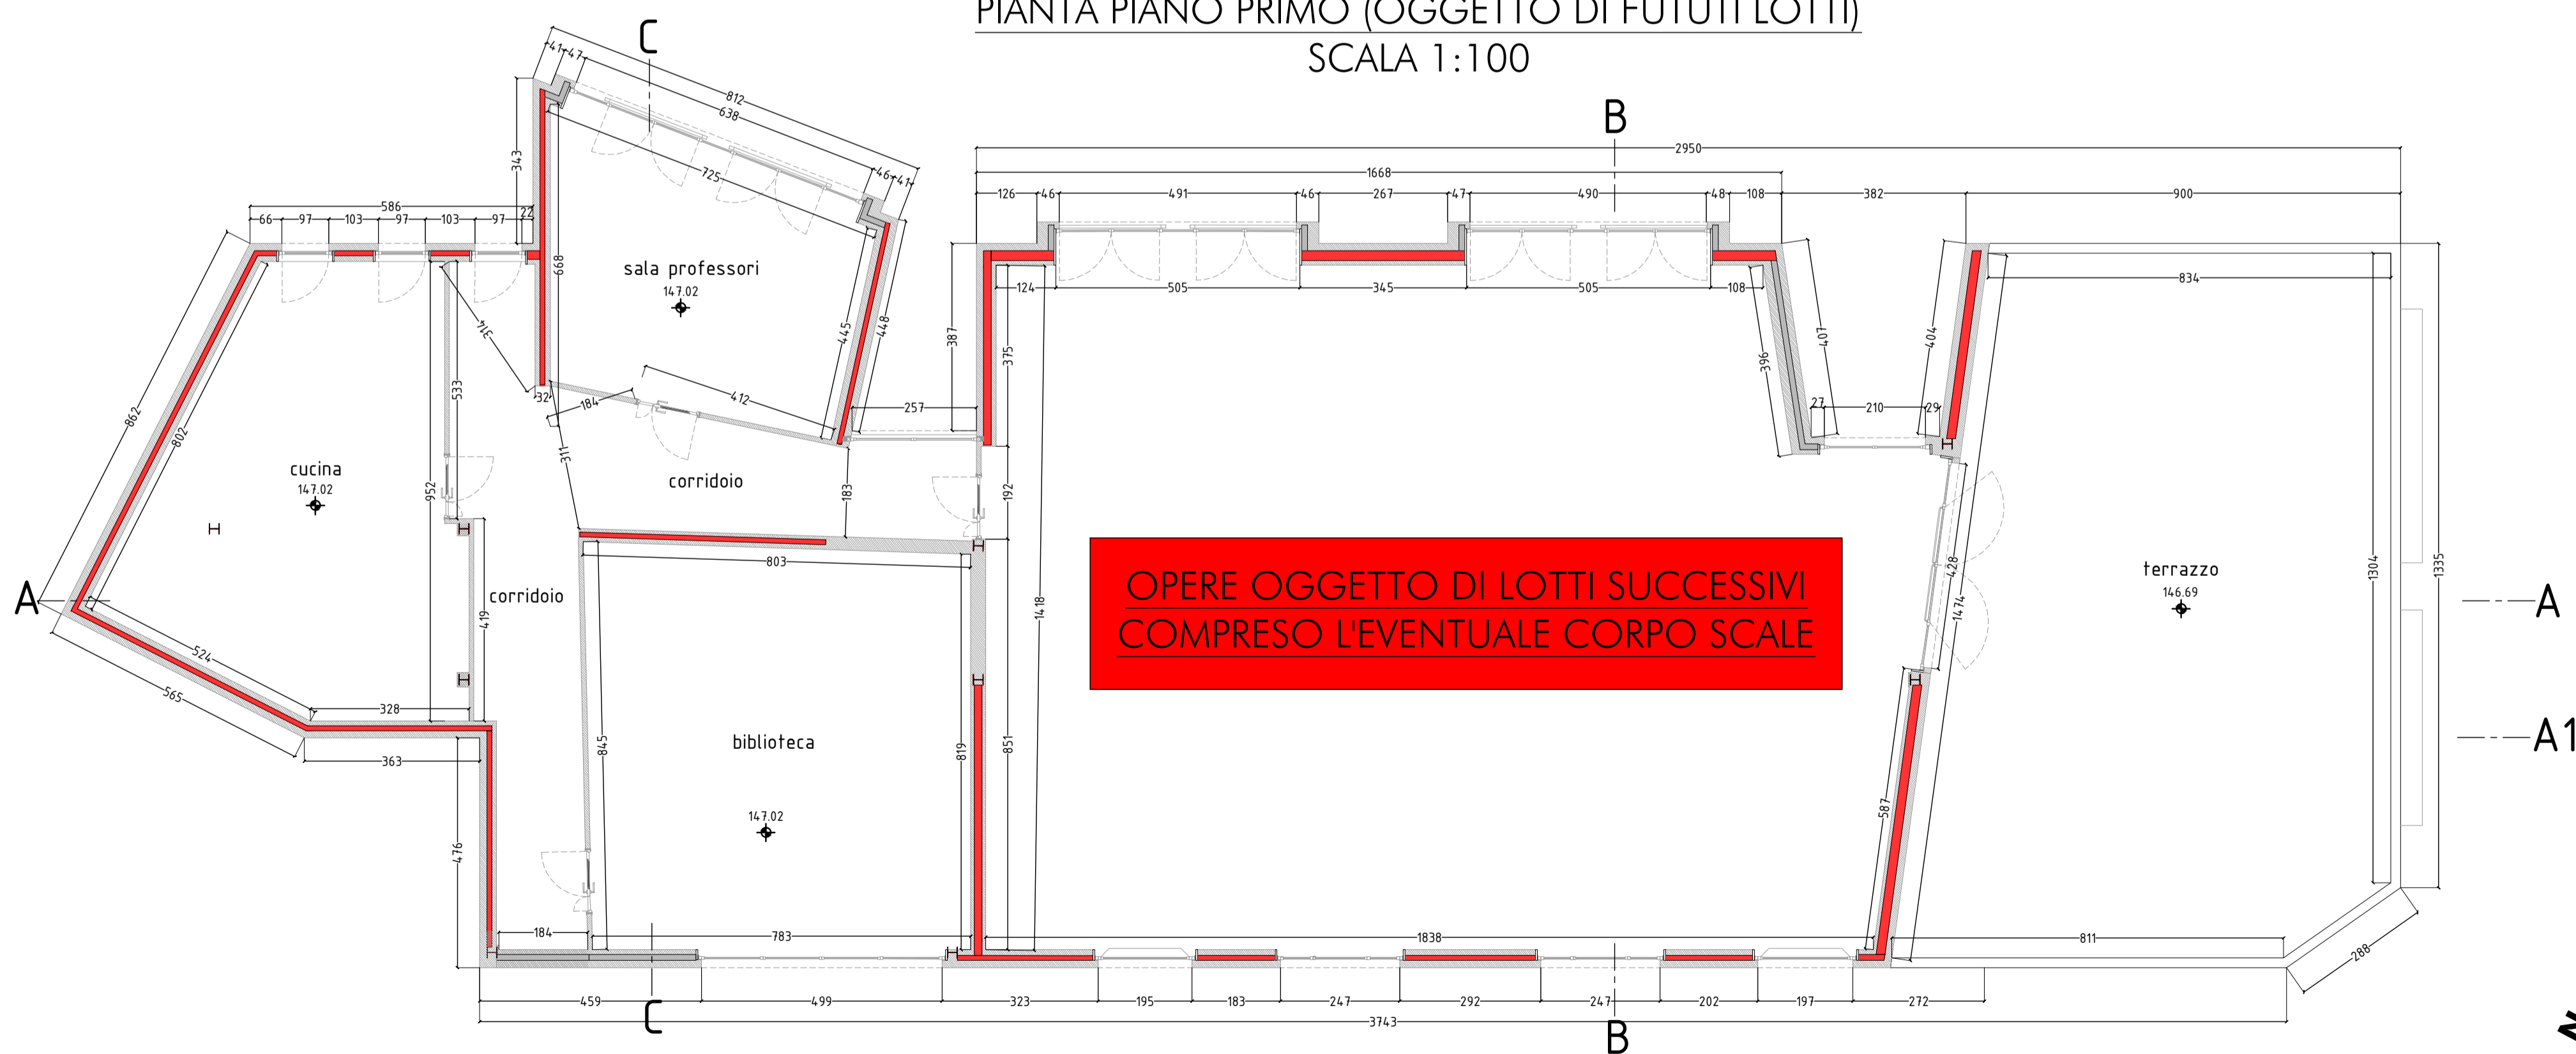 PIANTA PIANO PRIMO (OGGETTO DI FUTUTI LOTTI)
SCALA 1:100
C
B
41 47
812
638
725
46 41
343
668
2950
1668
126 46 491 46 267 47 490 48 108 382 900
586
66 97 103 97 103 97 22
sala professori
147.02
124 505 345 505 108
834
314
533
445
448
387
375
396
407
404
27 210 29
862
802
32
184
412
257
311
cucina
147.02
952
corridoio
183
192
H
H
H
H
803
A
corridoio
419
1418
OPERE OGGETTO DI LOTTI SUCCESSIVI
COMPRESO L'EVENTUALE CORPO SCALE
428
1474
terrazzo
146.69
1304
1335
A
524
565
328
363
H
H
H
A1
845
biblioteca
819
851
147.02
587
476
184
783
1838
811
288
H
H
459 499 323 195 183 247 292 247 202 197 272
C
3743
B
N